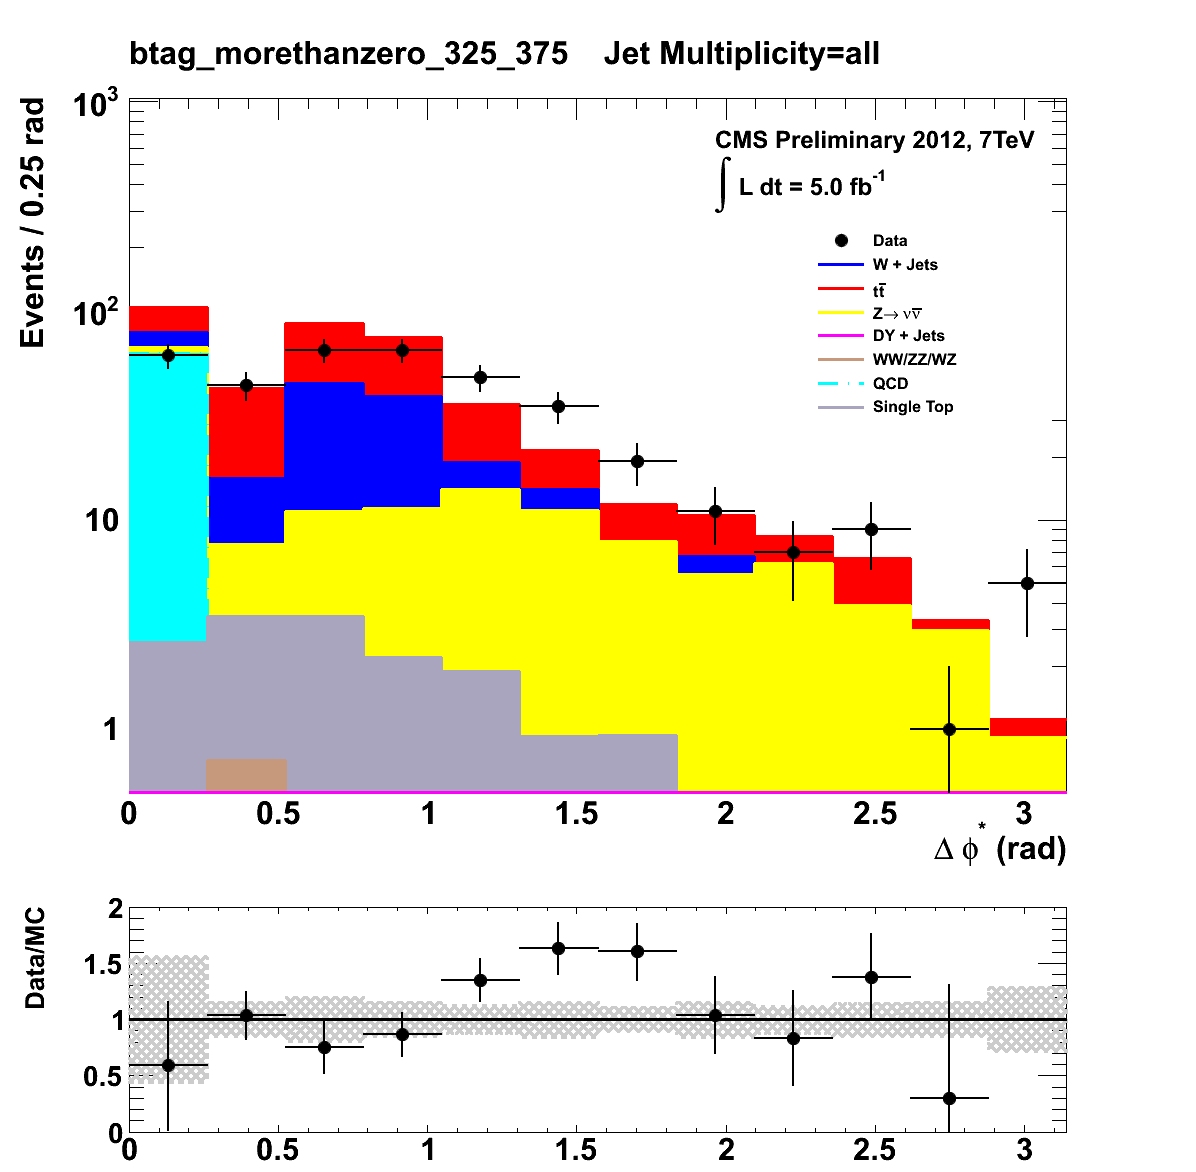 btag_morethanzero_325_375 Jet Multiplicity=all
Events / 0.25 rad
10³
10²
10
1
CMS Preliminary 2012, 7TeV
∫ L dt = 5.0 fb⁻¹
Data
W + Jets
tt̅
Z→ νν̅
DY + Jets
WW/ZZ/WZ
QCD
Single Top
0 0.5 1 1.5 2 2.5 3
Δ ϕ* (rad)
Data/MC
2
1.5
1
0.5
0
0 0.5 1 1.5 2 2.5 3